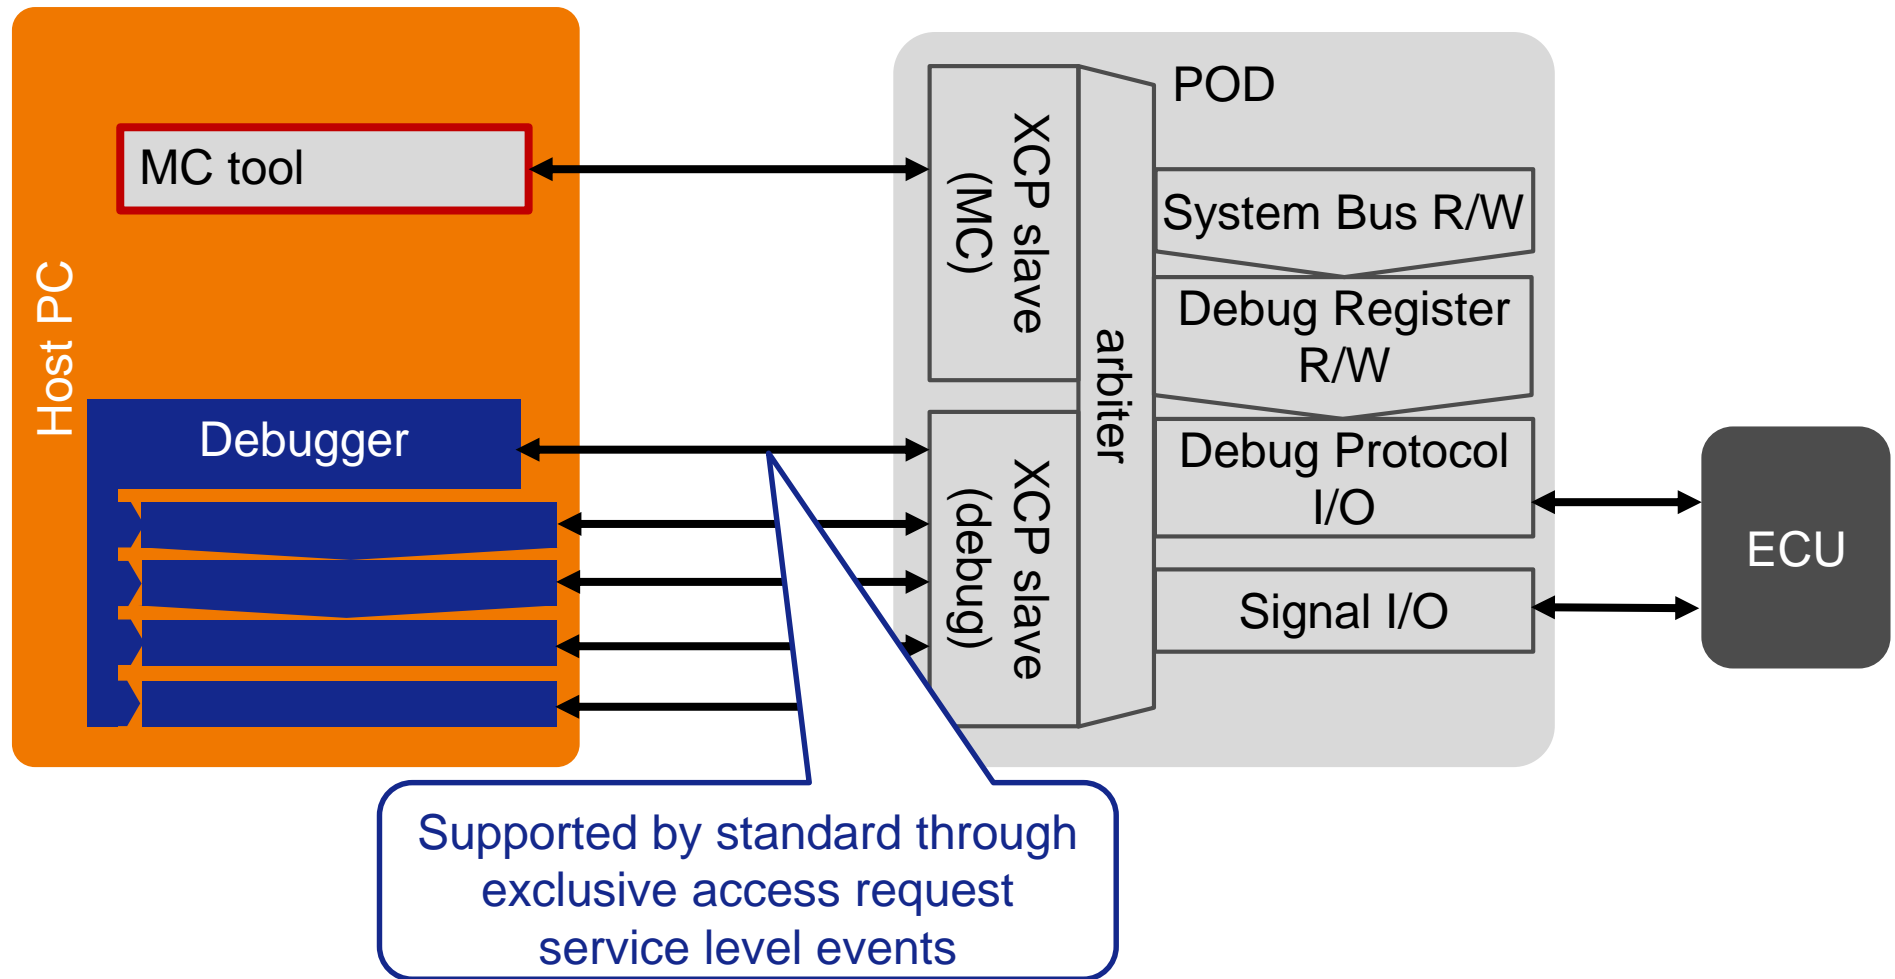 Host PC
MC tool
Debugger
XCP slave
(MC)
XCP slave
(debug)
arbiter
POD
System Bus R/W
Debug Register
R/W
Debug Protocol
I/O
Signal I/O
ECU
Supported by standard through
exclusive access request
service level events